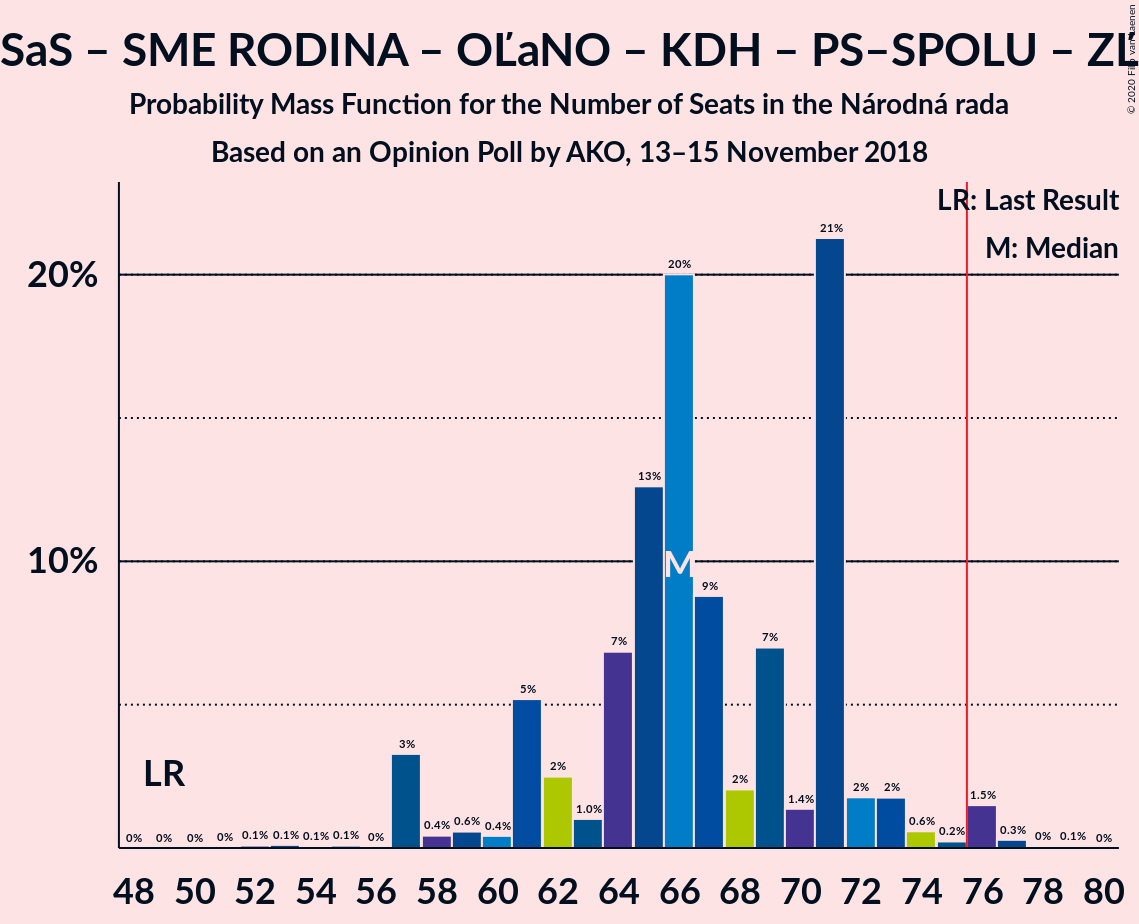 SaS – SME RODINA – OĽaNO – KDH – PS–SPOLU – ZĽ
Probability Mass Function for the Number of Seats in the Národná rada
Based on an Opinion Poll by AKO, 13–15 November 2018
© 2020 Filip van Laenen
LR: Last Result
M: Median
20%
10%
LR
M
0% 0% 0% 0% 0.1% 0.1% 0.1% 0.1% 0% 3% 0.4% 0.6% 0.4% 5% 2% 1.0% 7% 13% 20% 9% 2% 7% 1.4% 21% 2% 2% 0.6% 0.2% 1.5% 0.3% 0% 0.1% 0%
48 50 52 54 56 58 60 62 64 66 68 70 72 74 76 78 80